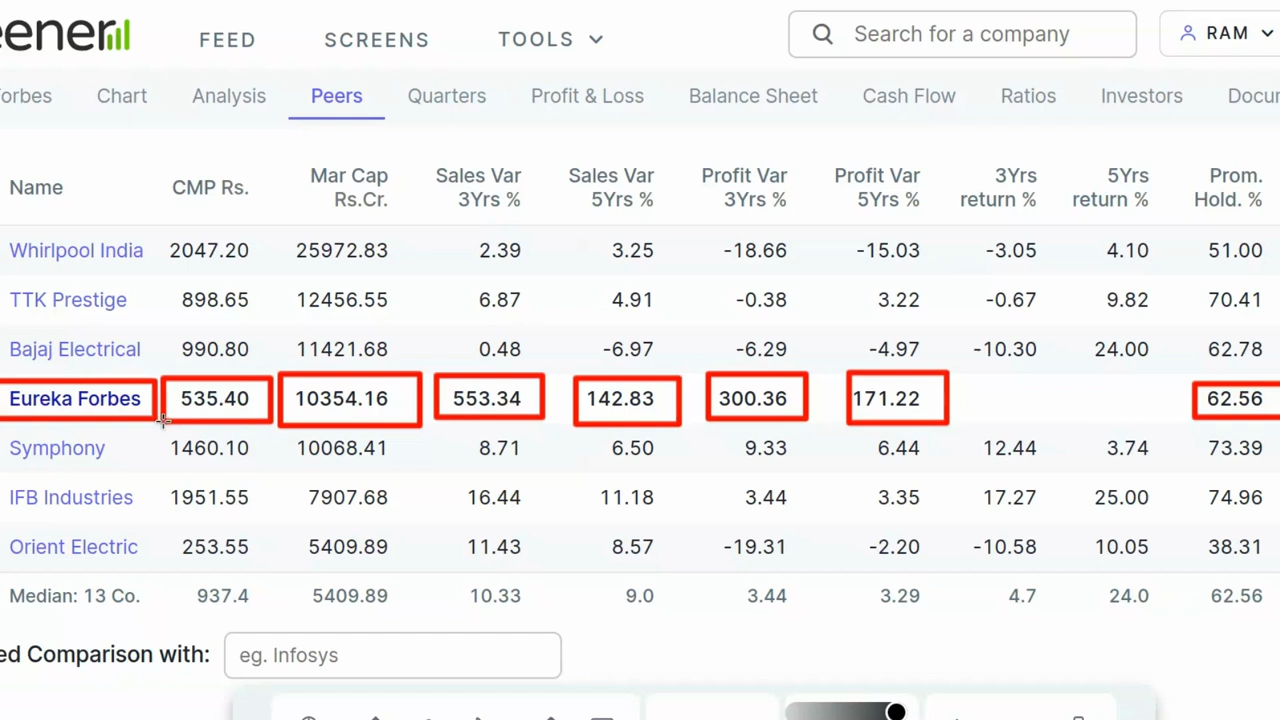 eener
FEED SCREENS TOOLS
Search for a company
RAM
orbes Chart Analysis Peers Quarters Profit & Loss Balance Sheet Cash Flow Ratios Investors Docur
Name CMP Rs. Mar Cap Rs.Cr. Sales Var 3Yrs % Sales Var 5Yrs % Profit Var 3Yrs % Profit Var 5Yrs % 3Yrs return % 5Yrs return % Prom. Hold. %
Whirlpool India 2047.20 25972.83 2.39 3.25 -18.66 -15.03 -3.05 4.10 51.00
TTK Prestige 898.65 12456.55 6.87 4.91 -0.38 3.22 -0.67 9.82 70.41
Bajaj Electrical 990.80 11421.68 0.48 -6.97 -6.29 -4.97 -10.30 24.00 62.78
Eureka Forbes 535.40 10354.16 553.34 142.83 300.36 171.22 62.56
Symphony 1460.10 10068.41 8.71 6.50 9.33 6.44 12.44 3.74 73.39
IFB Industries 1951.55 7907.68 16.44 11.18 3.44 3.35 17.27 25.00 74.96
Orient Electric 253.55 5409.89 11.43 8.57 -19.31 -2.20 -10.58 10.05 38.31
Median: 13 Co. 937.4 5409.89 10.33 9.0 3.44 3.29 4.7 24.0 62.56
ed Comparison with: eg. Infosys